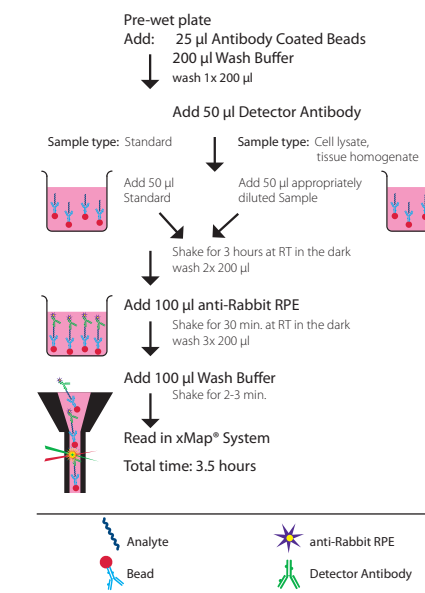 Pre-wet plate
Add: 25 µl Antibody Coated Beads
200 µl Wash Buffer
wash 1x 200 µl
Add 50 µl Detector Antibody
Sample type: Standard
Sample type: Cell lysate,
tissue homogenate
Add 50 µl
Standard
Add 50 µl appropriately
diluted Sample
Shake for 3 hours at RT in the dark
wash 2x 200 µl
Add 100 µl anti-Rabbit RPE
Shake for 30 min. at RT in the dark
wash 3x 200 µl
Add 100 µl Wash Buffer
Shake for 2-3 min.
Read in xMap® System
Total time: 3.5 hours
Analyte
anti-Rabbit RPE
Bead
Detector Antibody